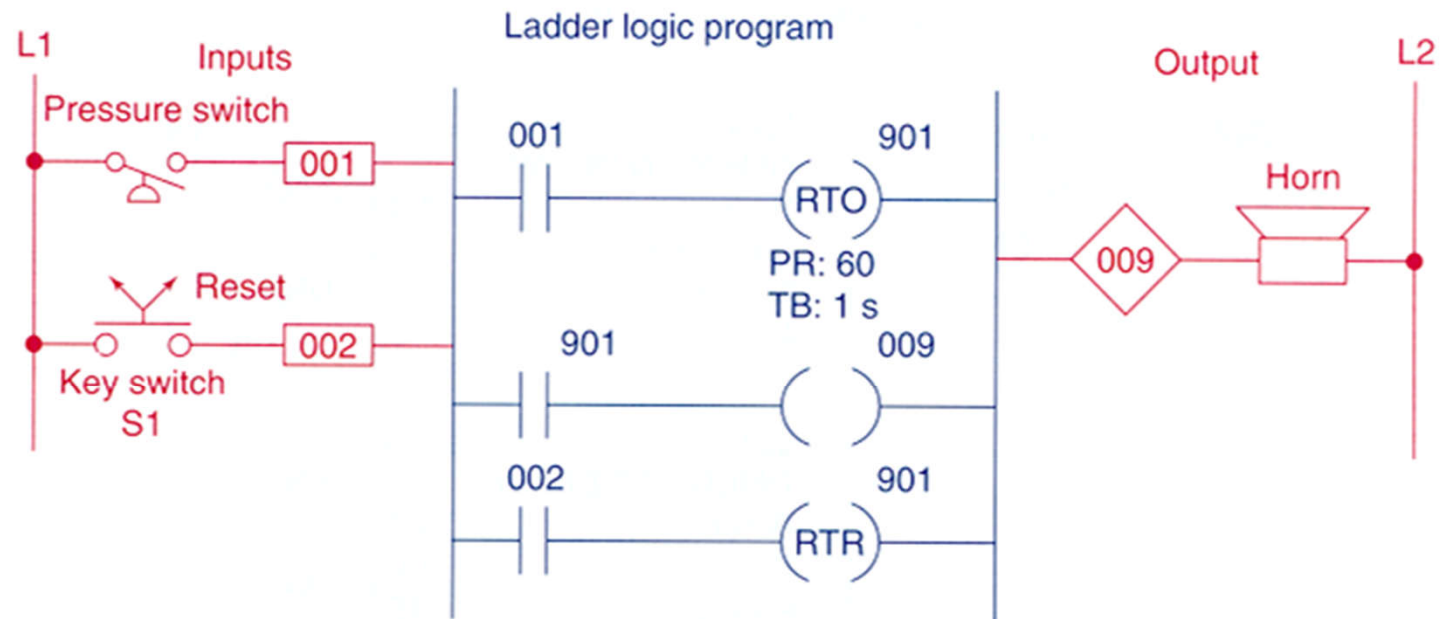 Ladder logic program
L1
Inputs
Output
L2
Pressure switch
001
001
901
RTO
PR: 60
TB: 1 s
Horn
009
Reset
002
Key switch
S1
901
009
002
901
RTR